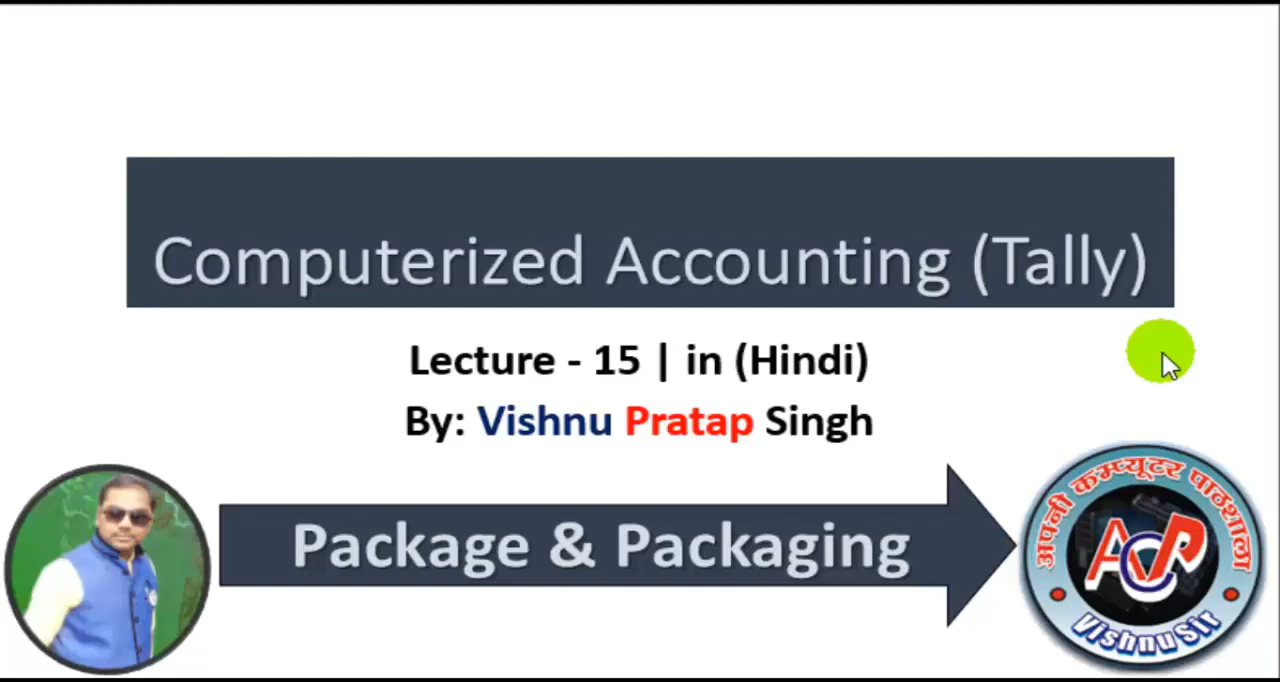 Computerized Accounting (Tally)
Lecture - 15 | in (Hindi)
By: Vishnu Pratap Singh
Package & Packaging
अपनी कम्प्यूटर पाठशाला
ACP
Vishnu Sir